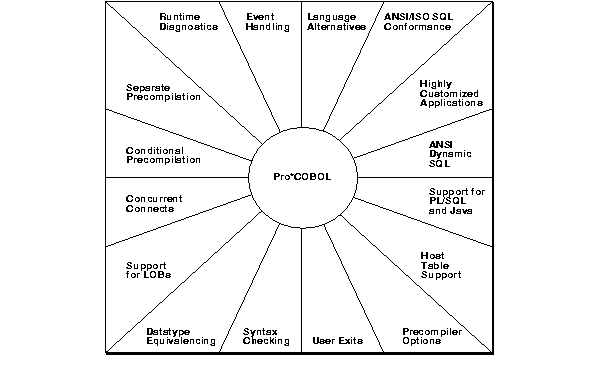 Runtime
Diagnostics
Event
Handling
Language
Alternatives
ANSI/ISO SQL
Conformance
Separate
Precompilation
Highly
Customized
Applications
Conditional
Precompilation
ANSI
Dynamic
SQL
Pro*COBOL
Concurrent
Connects
Support for
PL/SQL
and Java
Support
for LOBs
Host
Table
Support
Datatype
Equivalencing
Syntax
Checking
User Exits
Precompiler
Options